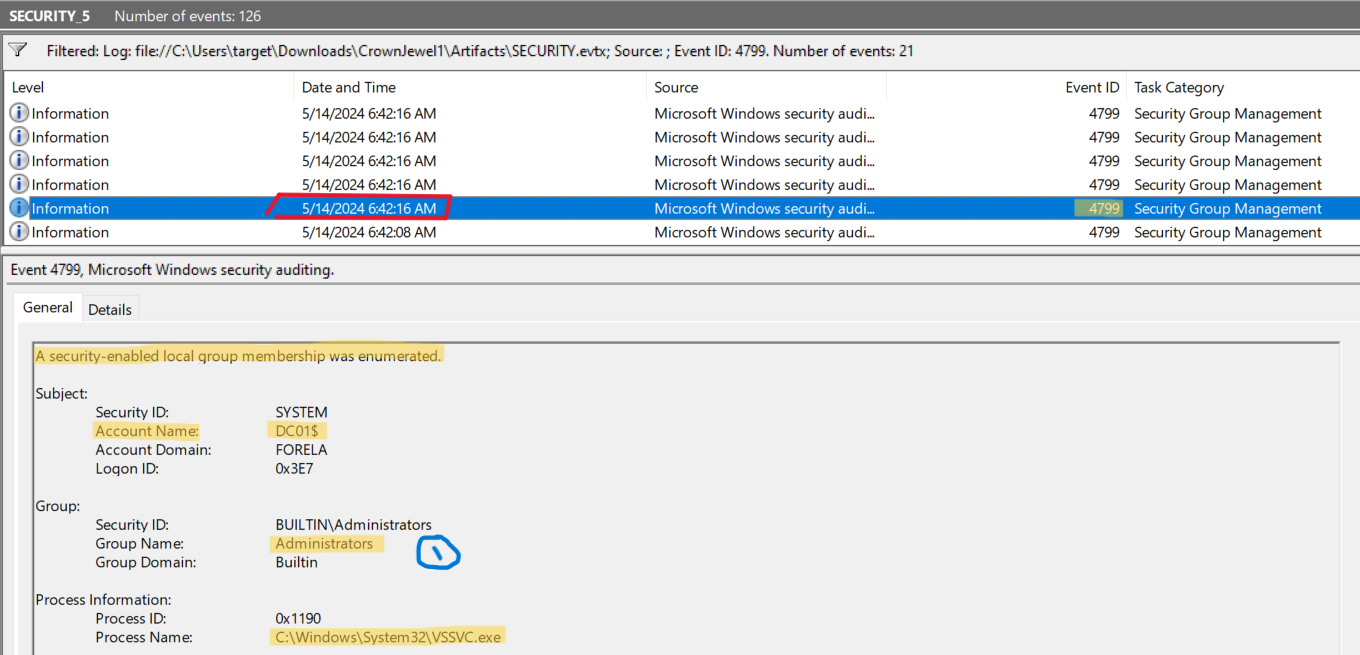 SECURITY_5 Number of events: 126
Filtered: Log: file://C:\Users\target\Downloads\CrownJewel1\Artifacts\SECURITY.evtx; Source: ; Event ID: 4799. Number of events: 21
Level Date and Time Source Event ID Task Category
Information 5/14/2024 6:42:16 AM Microsoft Windows security audi... 4799 Security Group Management
Information 5/14/2024 6:42:16 AM Microsoft Windows security audi... 4799 Security Group Management
Information 5/14/2024 6:42:16 AM Microsoft Windows security audi... 4799 Security Group Management
Information 5/14/2024 6:42:16 AM Microsoft Windows security audi... 4799 Security Group Management
Information 5/14/2024 6:42:16 AM Microsoft Windows security audi... 4799 Security Group Management
Information 5/14/2024 6:42:08 AM Microsoft Windows security audi... 4799 Security Group Management
Event 4799, Microsoft Windows security auditing.
General Details
A security-enabled local group membership was enumerated.
Subject:
Security ID: SYSTEM
Account Name: DC01$
Account Domain: FORELA
Logon ID: 0x3E7
Group:
Security ID: BUILTIN\Administrators
Group Name: Administrators
Group Domain: Builtin
Process Information:
Process ID: 0x1190
Process Name: C:\Windows\System32\VSSVC.exe